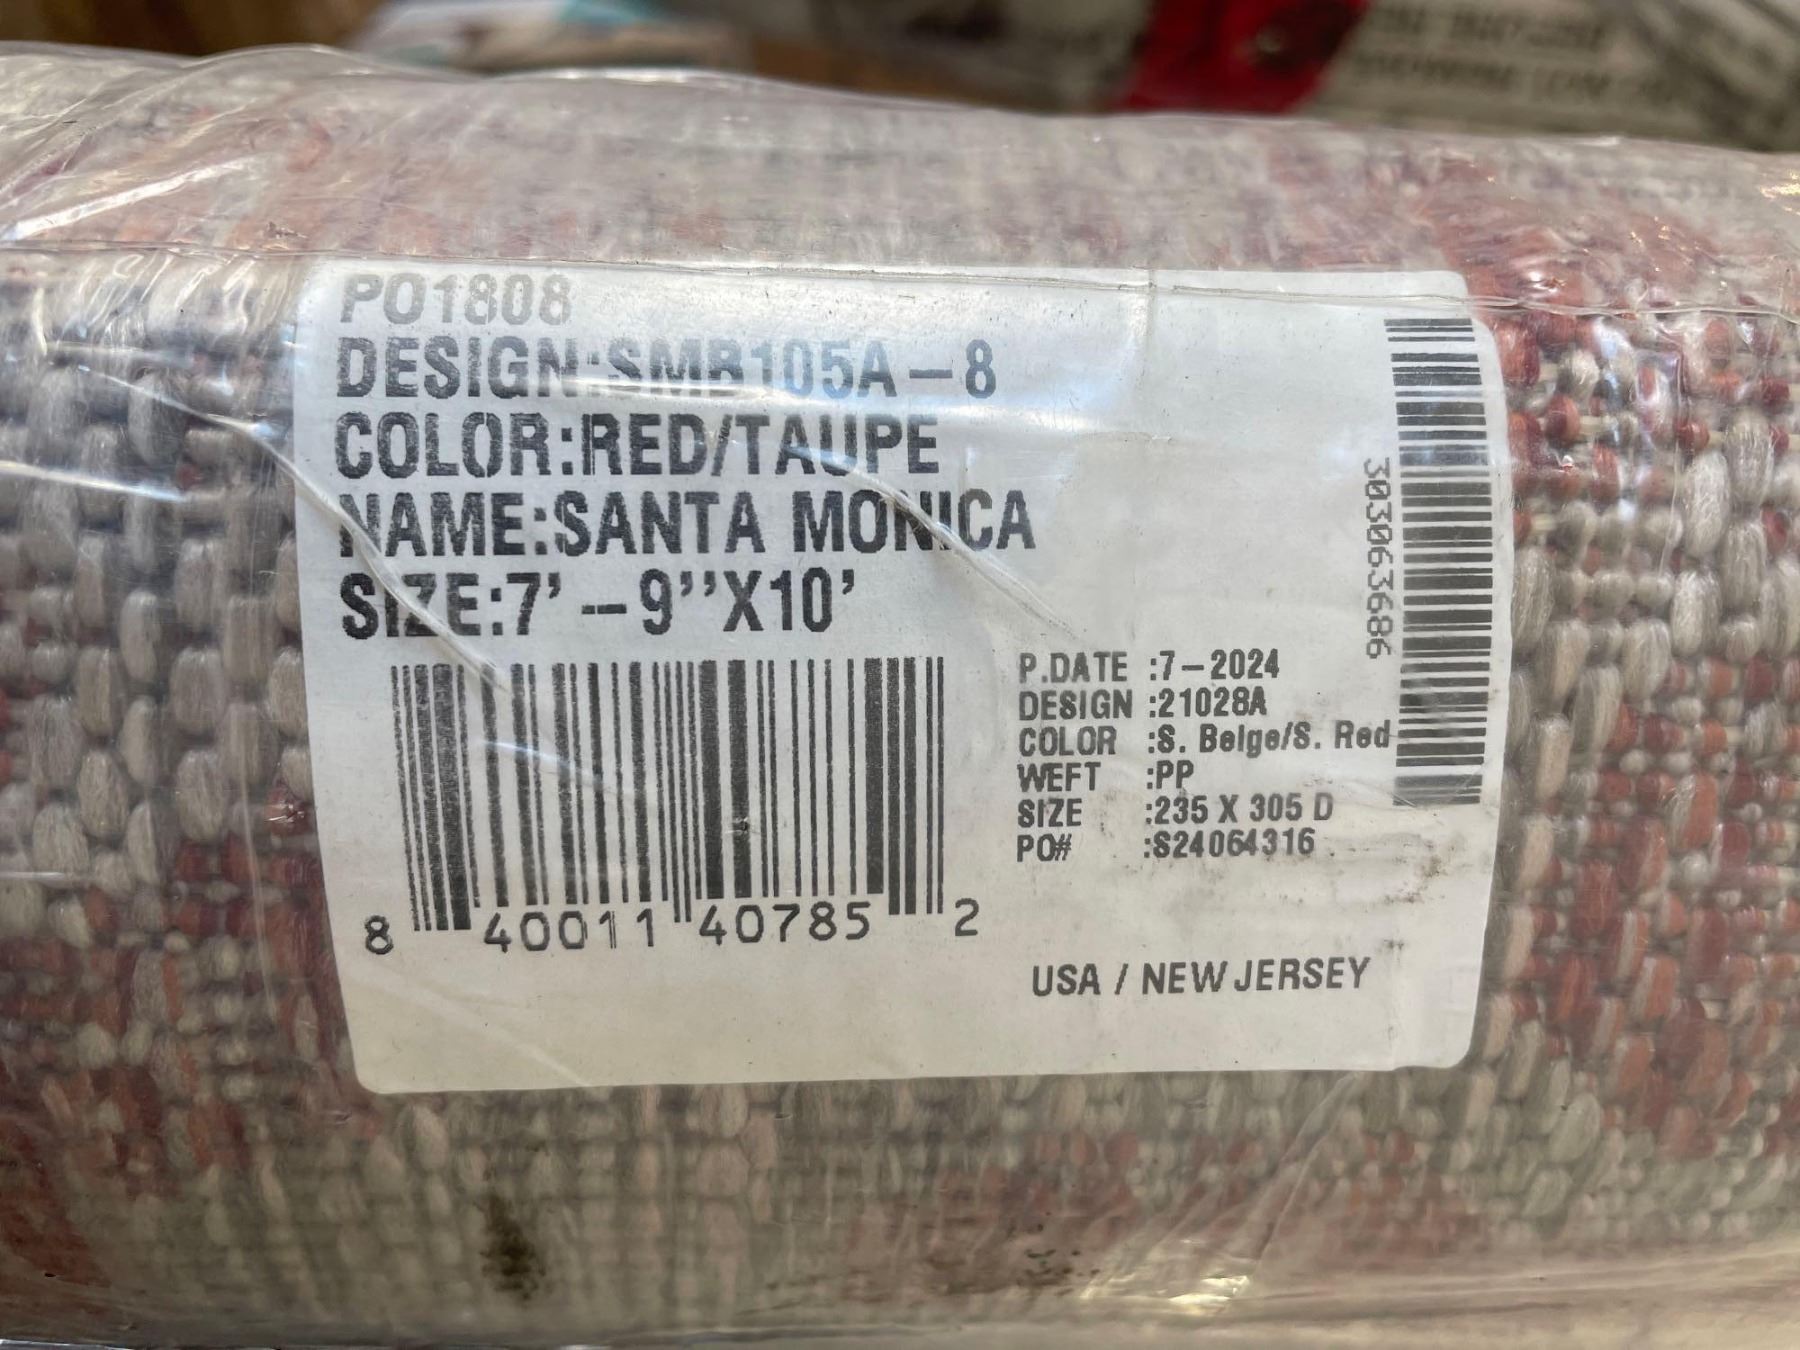 PO1808
DESIGN:SMB105A-8
COLOR:RED/TAUPE
NAME:SANTA MONICA
SIZE:7'-9''X10'
8 40011 40785 2
P.DATE :7-2024
DESIGN :21028A
COLOR :S. Beige/S. Red
WEFT :PP
SIZE :235 X 305 D
PO# :S24064316
USA / NEW JERSEY
303063686